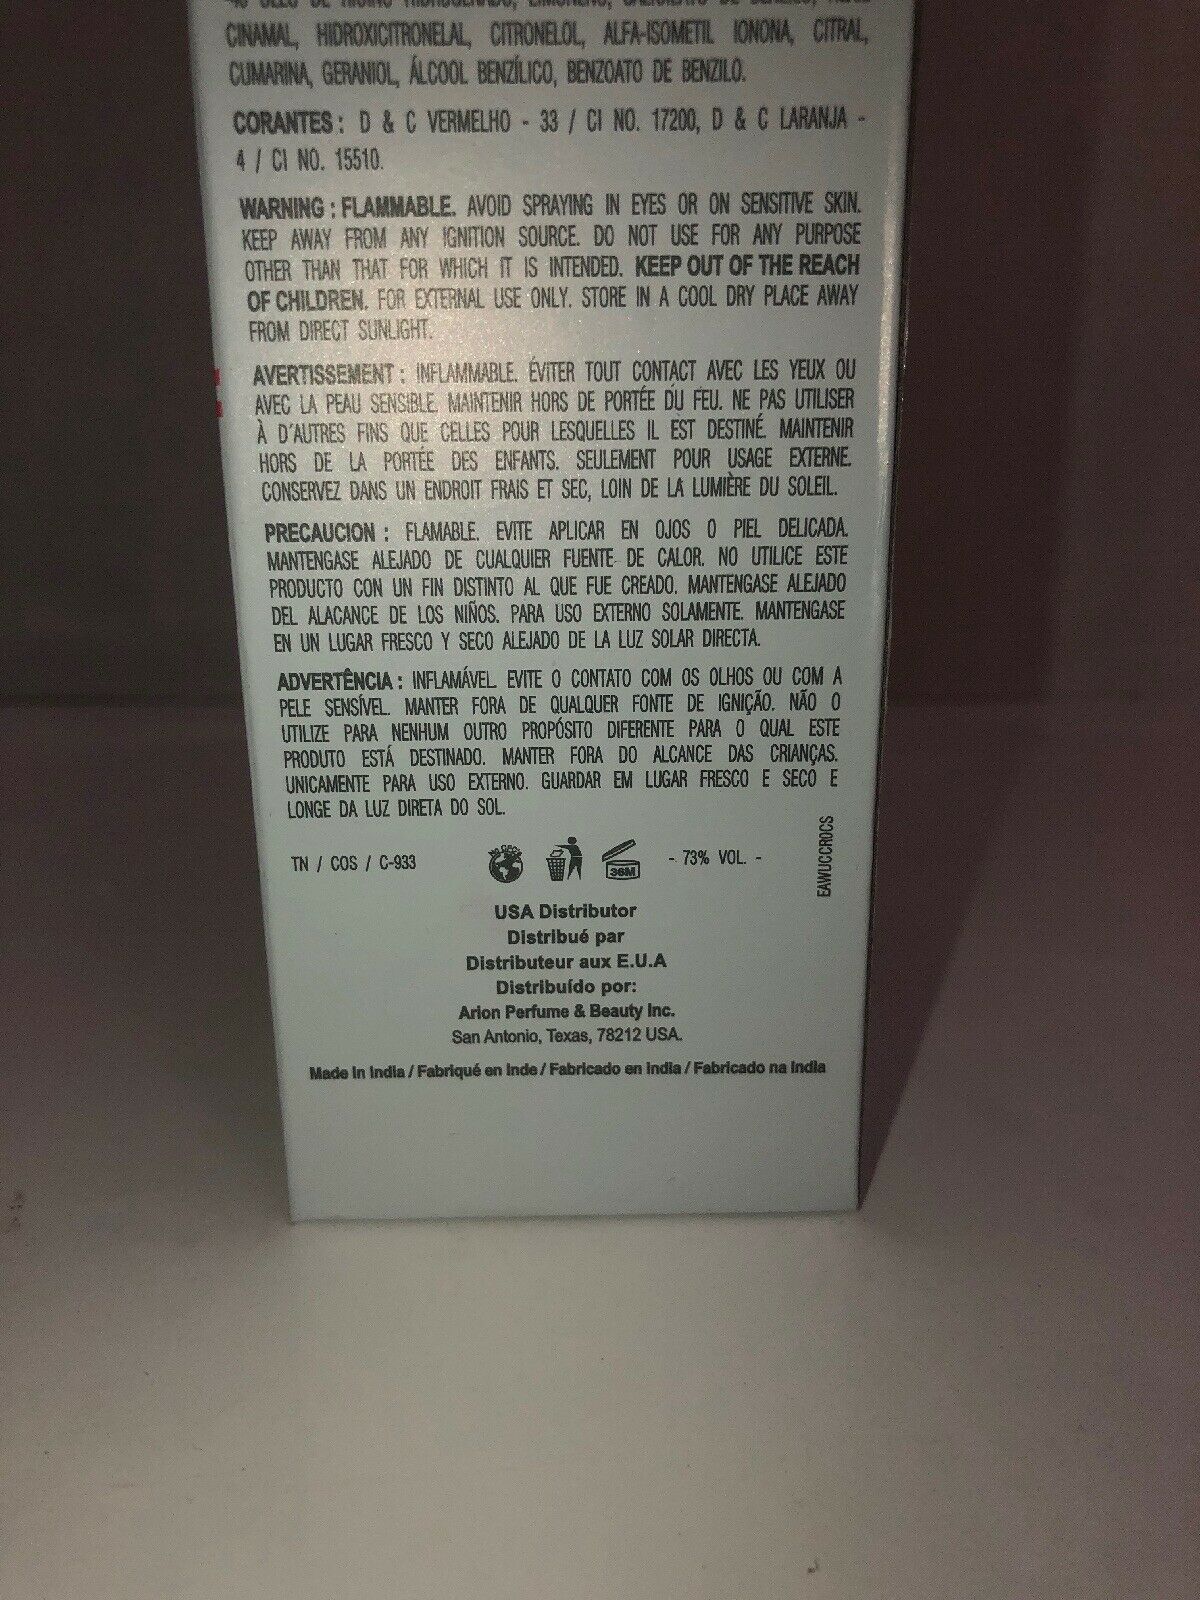 -40 ÓLEO DE RÍCINO HIDROGENADO, LIMONENO, SALICILATO DE BENZILO,
CINAMAL, HIDROXICITRONELAL, CITRONELOL, ALFA-ISOMETIL IONONA, CITRAL,
CUMARINA, GERANIOL, ÁLCOOL BENZÍLICO, BENZOATO DE BENZILO.
CORANTES : D & C VERMELHO - 33 / CI NO. 17200, D & C LARANJA -
4 / CI NO. 15510.
WARNING : FLAMMABLE. AVOID SPRAYING IN EYES OR ON SENSITIVE SKIN.
KEEP AWAY FROM ANY IGNITION SOURCE. DO NOT USE FOR ANY PURPOSE
OTHER THAN THAT FOR WHICH IT IS INTENDED. KEEP OUT OF THE REACH
OF CHILDREN. FOR EXTERNAL USE ONLY. STORE IN A COOL DRY PLACE AWAY
FROM DIRECT SUNLIGHT.
AVERTISSEMENT : INFLAMMABLE. ÉVITER TOUT CONTACT AVEC LES YEUX OU
AVEC LA PEAU SENSIBLE. MAINTENIR HORS DE PORTÉE DU FEU. NE PAS UTILISER
À D'AUTRES FINS QUE CELLES POUR LESQUELLES IL EST DESTINÉ. MAINTENIR
HORS DE LA PORTÉE DES ENFANTS. SEULEMENT POUR USAGE EXTERNE.
CONSERVEZ DANS UN ENDROIT FRAIS ET SEC, LOIN DE LA LUMIÈRE DU SOLEIL.
PRECAUCION : FLAMABLE. EVITE APLICAR EN OJOS O PIEL DELICADA.
MANTENGASE ALEJADO DE CUALQUIER FUENTE DE CALOR. NO UTILICE ESTE
PRODUCTO CON UN FIN DISTINTO AL QUE FUE CREADO. MANTENGASE ALEJADO
DEL ALACANCE DE LOS NIÑOS. PARA USO EXTERNO SOLAMENTE. MANTENGASE
EN UN LUGAR FRESCO Y SECO ALEJADO DE LA LUZ SOLAR DIRECTA.
ADVERTÊNCIA : INFLAMÁVEL. EVITE O CONTATO COM OS OLHOS OU COM A
PELE SENSÍVEL. MANTER FORA DE QUALQUER FONTE DE IGNIÇÃO. NÃO O
UTILIZE PARA NENHUM OUTRO PROPÓSITO DIFERENTE PARA O QUAL ESTE
PRODUTO ESTÁ DESTINADO. MANTER FORA DO ALCANCE DAS CRIANÇAS.
UNICAMENTE PARA USO EXTERNO. GUARDAR EM LUGAR FRESCO E SECO E
LONGE DA LUZ DIRETA DO SOL.
TN / COS / C-933
36M
- 73% VOL. -
EAWUCCROCS
USA Distributor
Distribué par
Distributeur aux E.U.A
Distribuído por:
Arion Perfume & Beauty Inc.
San Antonio, Texas, 78212 USA.
Made in India / Fabriqué en Inde / Fabricado en India / Fabricado na India